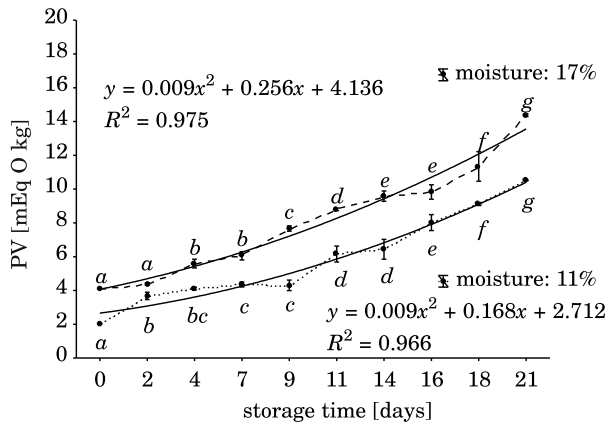 PV [mEq O kg]
20
18
16
14
12
10
8
6
4
2
0
moisture: 17%
y = 0.009x² + 0.256x + 4.136
R² = 0.975
a a b b c d e e f g
a b bc c c d d e f g
moisture: 11%
y = 0.009x² + 0.168x + 2.712
R² = 0.966
0 2 4 7 9 11 14 16 18 21
storage time [days]